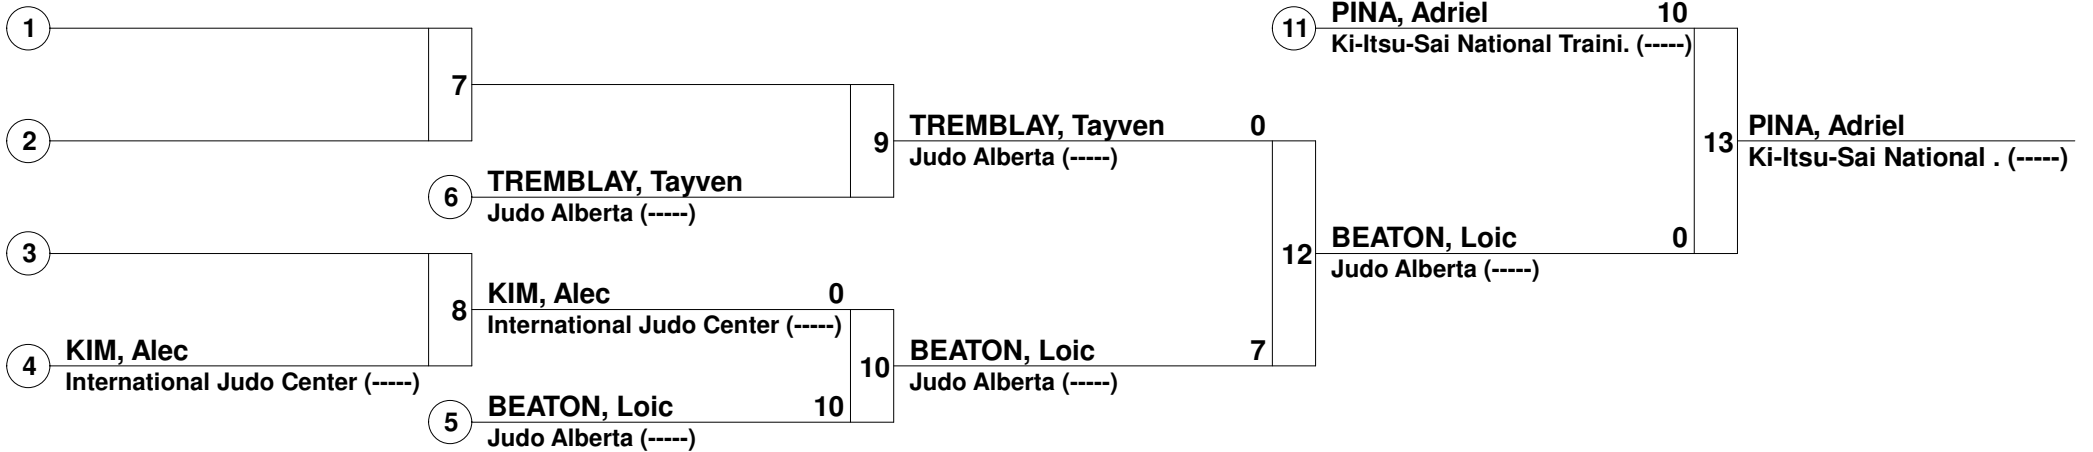 1
7
2
TREMBLAY, Tayven
6
Judo Alberta (-----)
9
TREMBLAY, Tayven 0
Judo Alberta (-----)
3
8
KIM, Alec 0
International Judo Center (-----)
KIM, Alec
4
International Judo Center (-----)
10
BEATON, Loic 10
5
Judo Alberta (-----)
BEATON, Loic 7
Judo Alberta (-----)
12
PINA, Adriel 10
11
Ki-Itsu-Sai National Traini. (-----)
BEATON, Loic 0
Judo Alberta (-----)
13
PINA, Adriel
Ki-Itsu-Sai National . (-----)